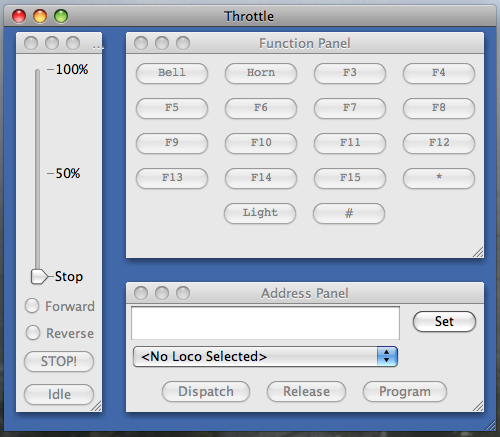 Throttle
...
100%
50%
Stop
Forward
Reverse
STOP!
Idle
Function Panel
Bell Horn F3 F4
F5 F6 F7 F8
F9 F10 F11 F12
F13 F14 F15 *
Light #
Address Panel
Set
<No Loco Selected>
Dispatch Release Program